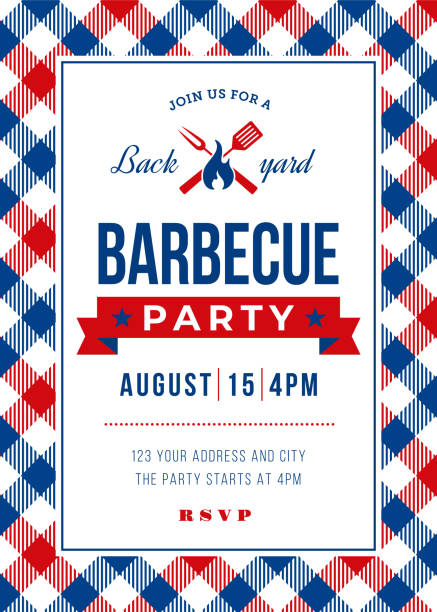 JOIN US FOR A
Back yard
BARBECUE
PARTY
AUGUST|15|4PM
123 YOUR ADDRESS AND CITY
THE PARTY STARTS AT 4PM
RSVP